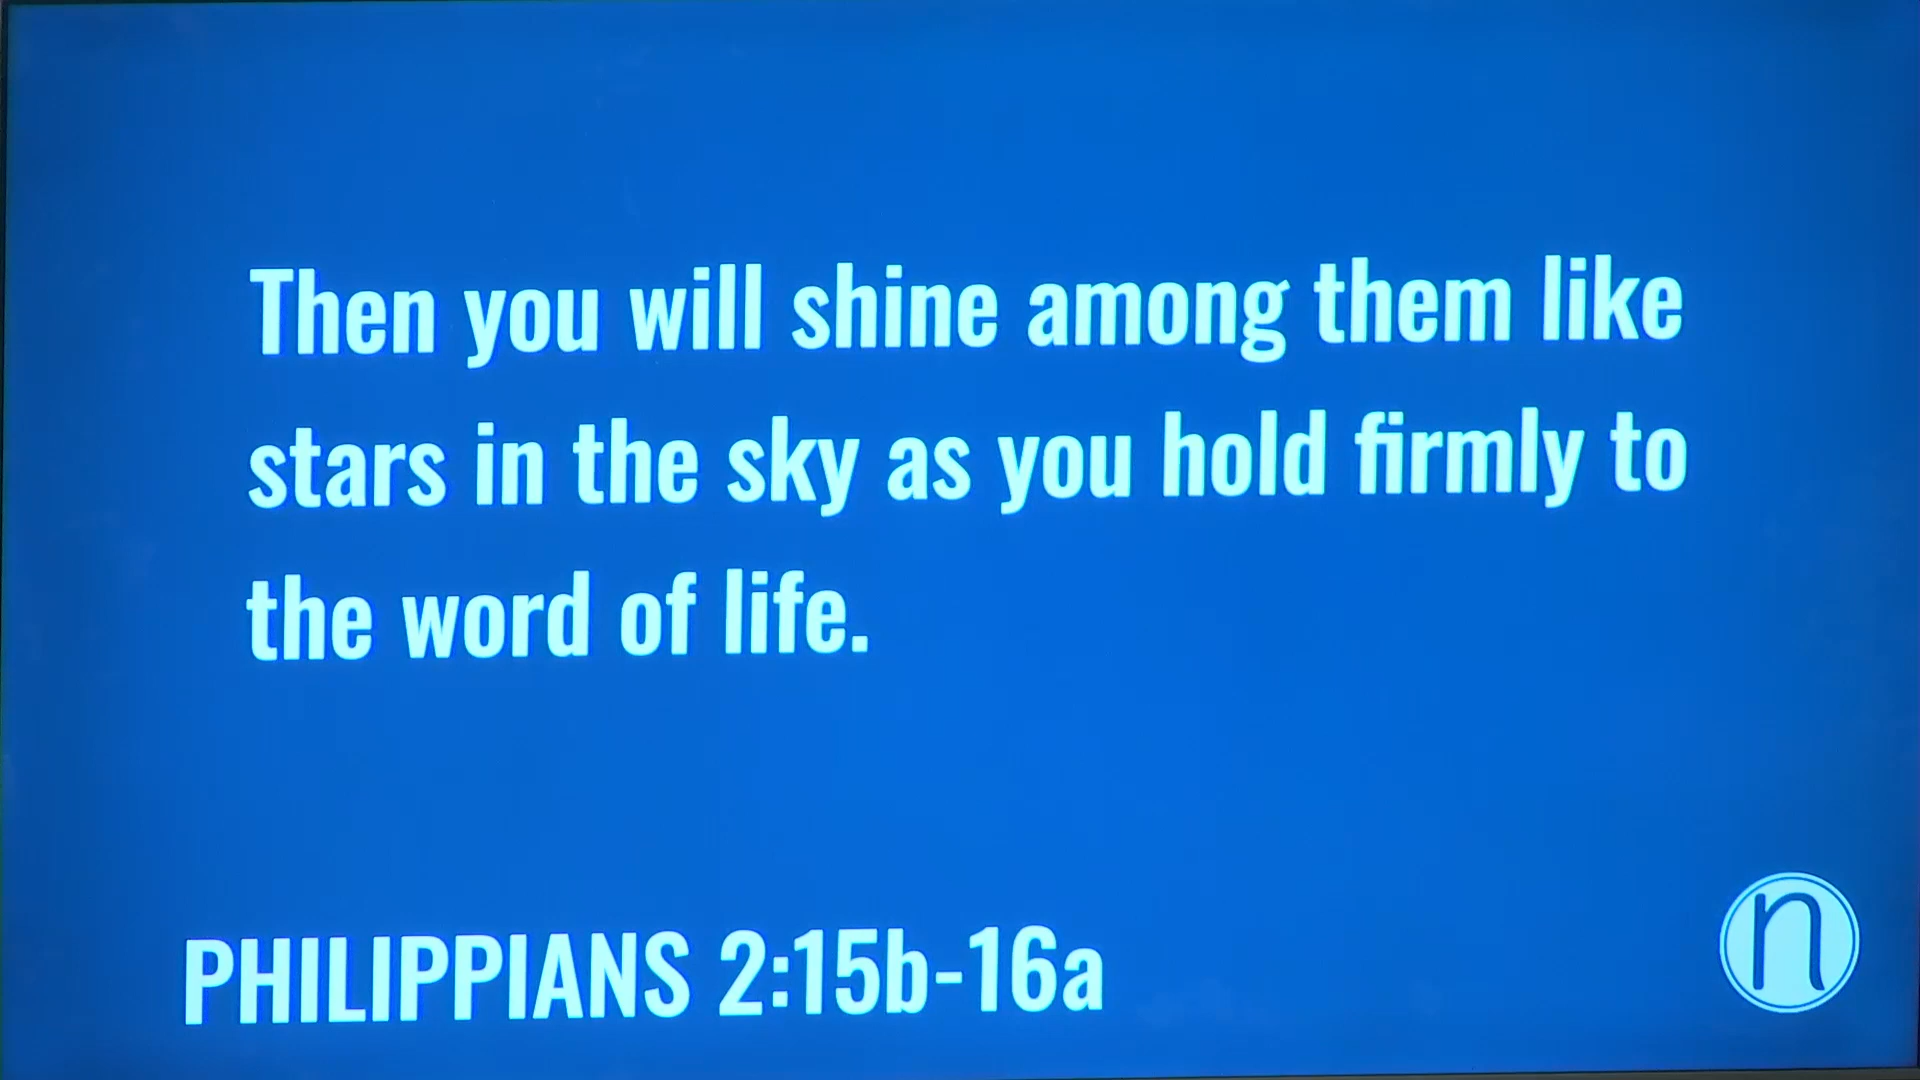 Then you will shine among them like
stars in the sky as you hold firmly to
the word of life.
PHILIPPIANS 2:15b-16a
n